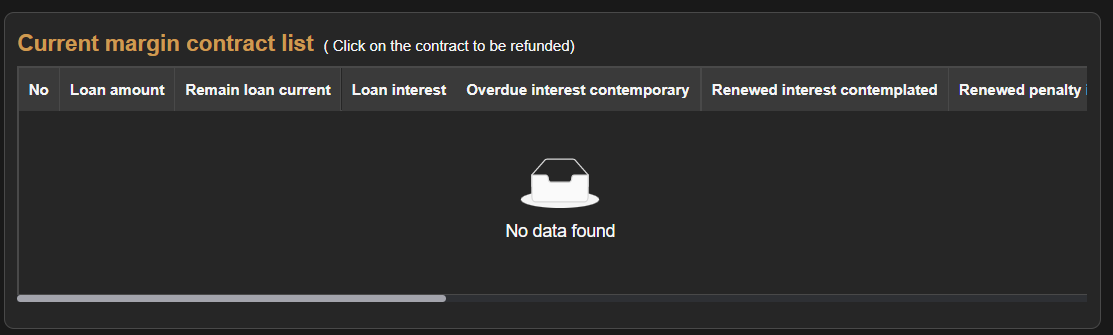 Current margin contract list ( Click on the contract to be refunded)
No Loan amount Remain loan current Loan interest Overdue interest contemporary Renewed interest contemplated Renewed penalty
No data found